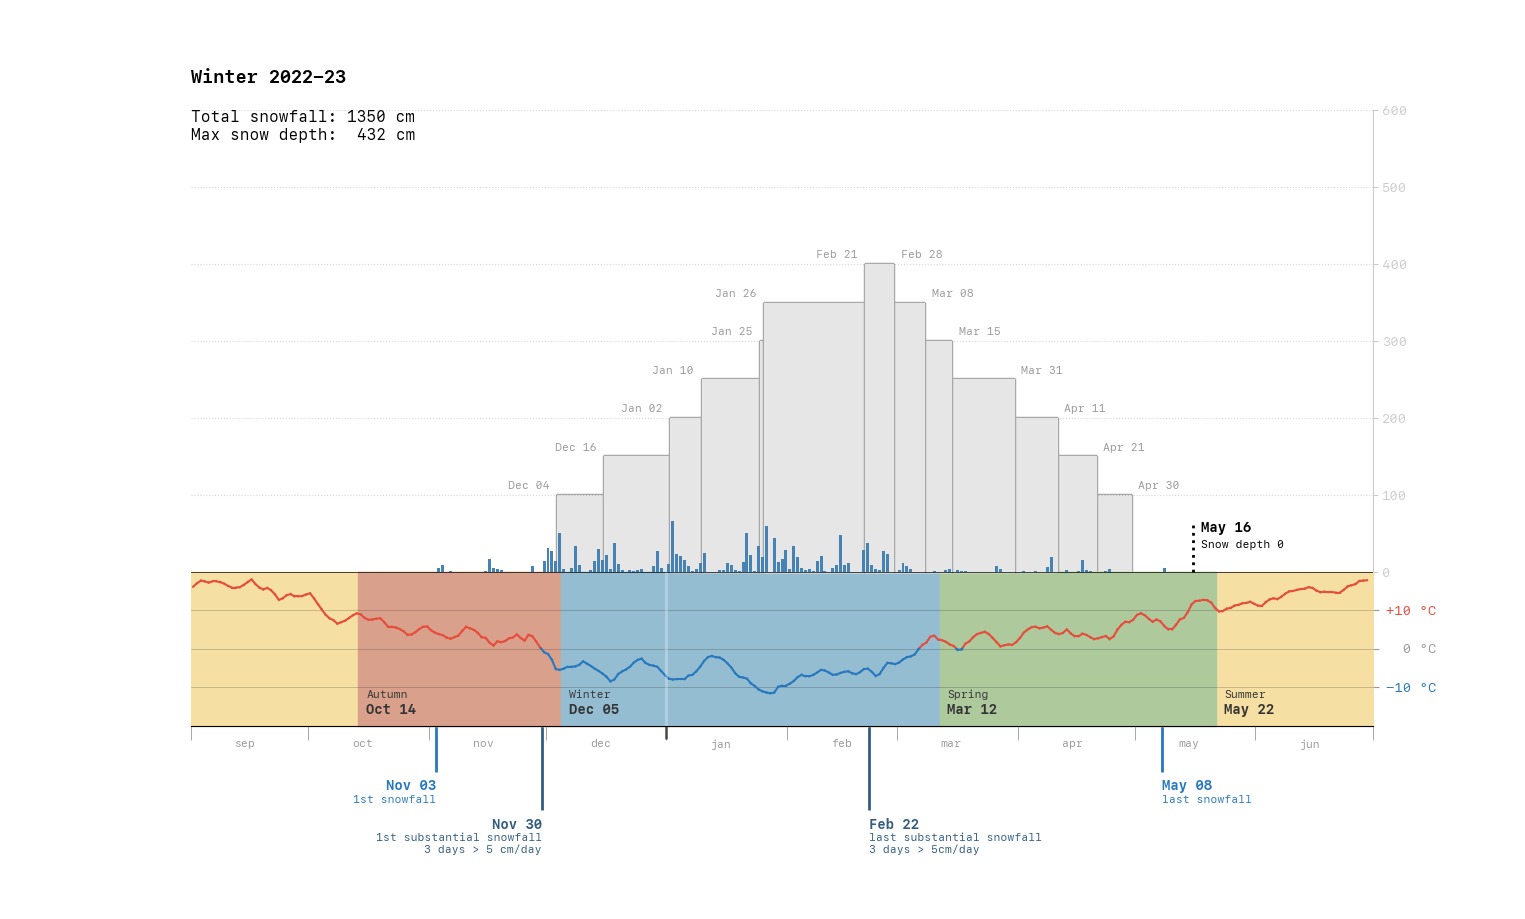 Winter 2022–23
Total snowfall: 1350 cm
Max snow depth:  432 cm
600
500
Feb 21
Feb 28
400
Jan 26
Mar 08
Jan 25
Mar 15
300
Jan 10
Mar 31
Jan 02
Apr 11
200
Dec 16
Apr 21
Dec 04
Apr 30
100
May 16
Snow depth 0
0
+10 °C
0 °C
−10 °C
Autumn
Oct 14
Winter
Dec 05
Spring
Mar 12
Summer
May 22
sep
oct
nov
dec
jan
feb
mar
apr
may
jun
Nov 03
1st snowfall
May 08
last snowfall
Nov 30
1st substantial snowfall
3 days > 5 cm/day
Feb 22
last substantial snowfall
3 days > 5cm/day